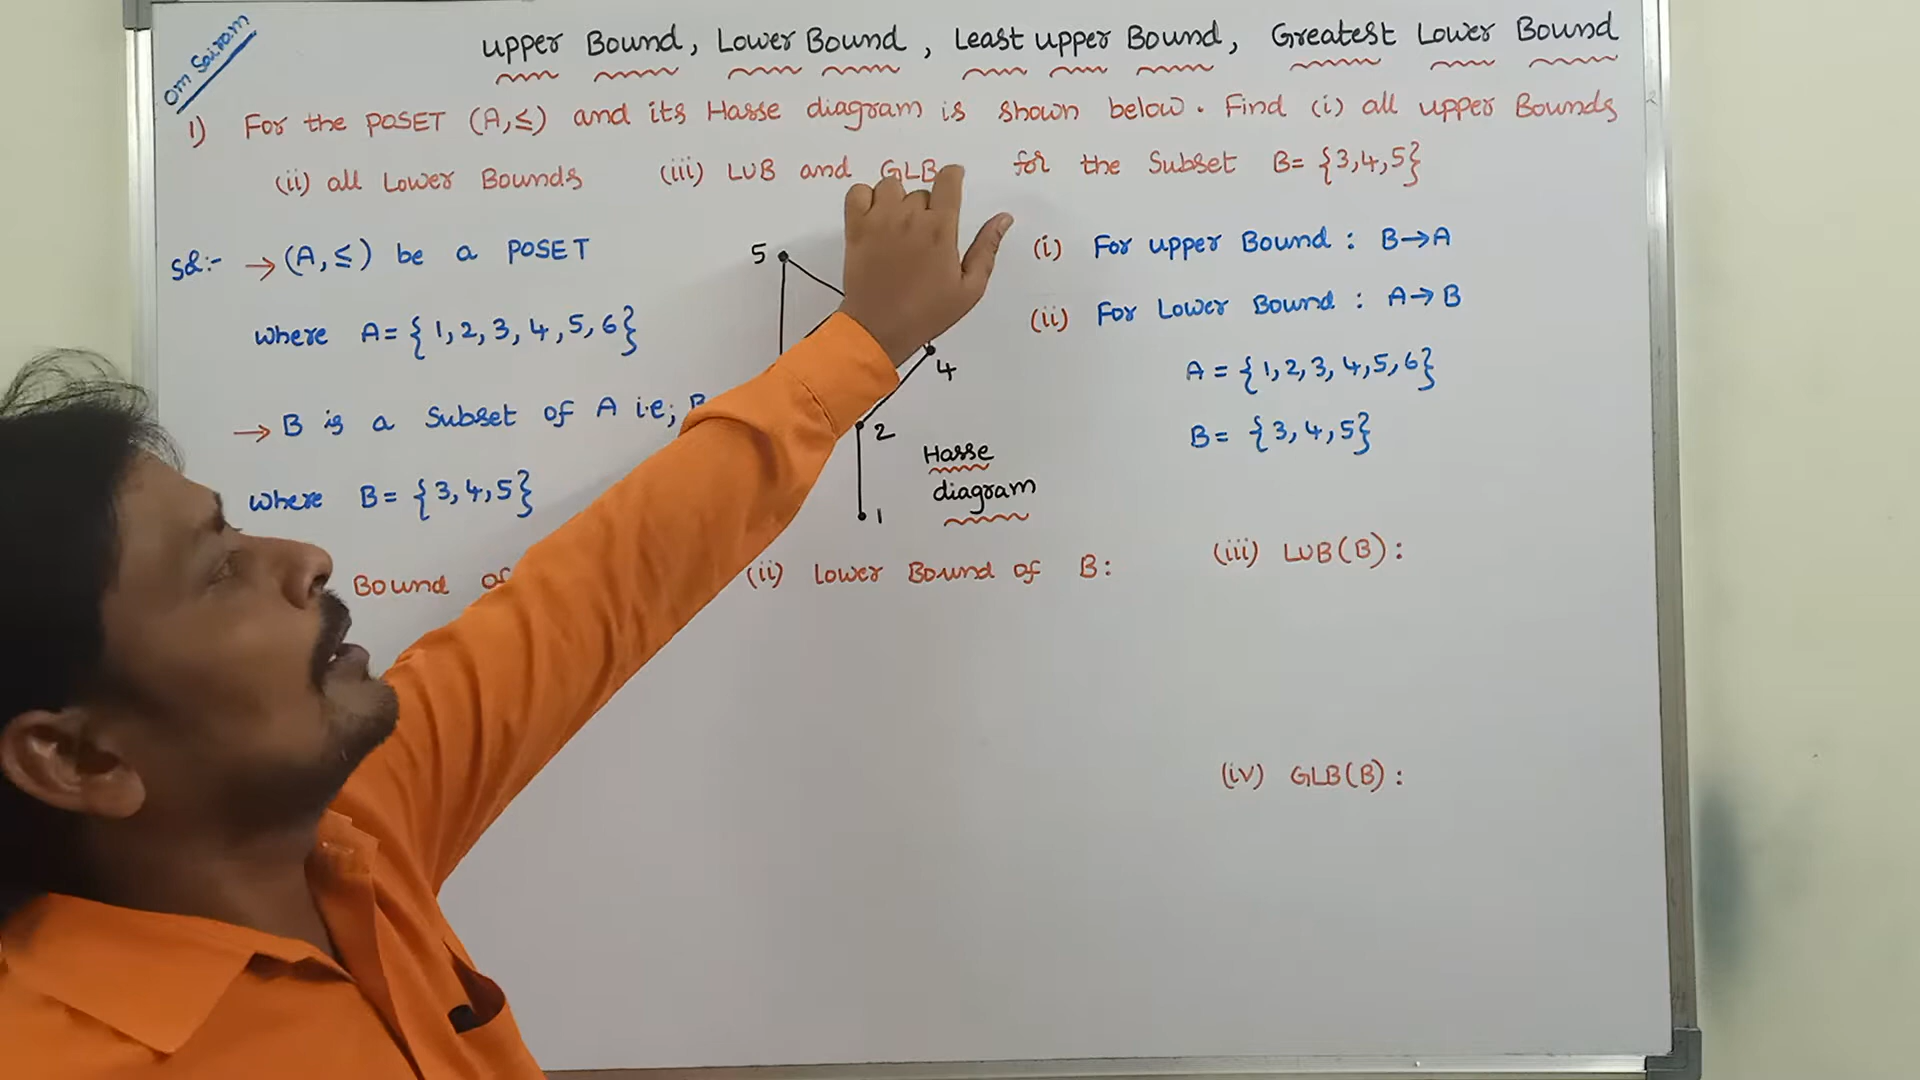 Om Sairam
Upper Bound, Lower Bound, Least upper Bound, Greatest Lower Bound
1) For the POSET (A,≤) and its Hasse diagram is shown below. Find (i) all upper Bounds
(ii) all Lower Bounds (iii) LUB and GLB for the Subset B= {3,4,5}
Sol:- → (A,≤) be a POSET
where A= {1,2,3,4,5,6}
→ B is a Subset of A i.e; B
where B= {3,4,5}
5
4
2
1
Hasse
diagram
(i) For upper Bound : B→A
(ii) For Lower Bound : A→B
A = {1,2,3,4,5,6}
B= {3,4,5}
Bound of
(ii) Lower Bound of B:
(iii) LUB(B):
(iv) GLB(B):